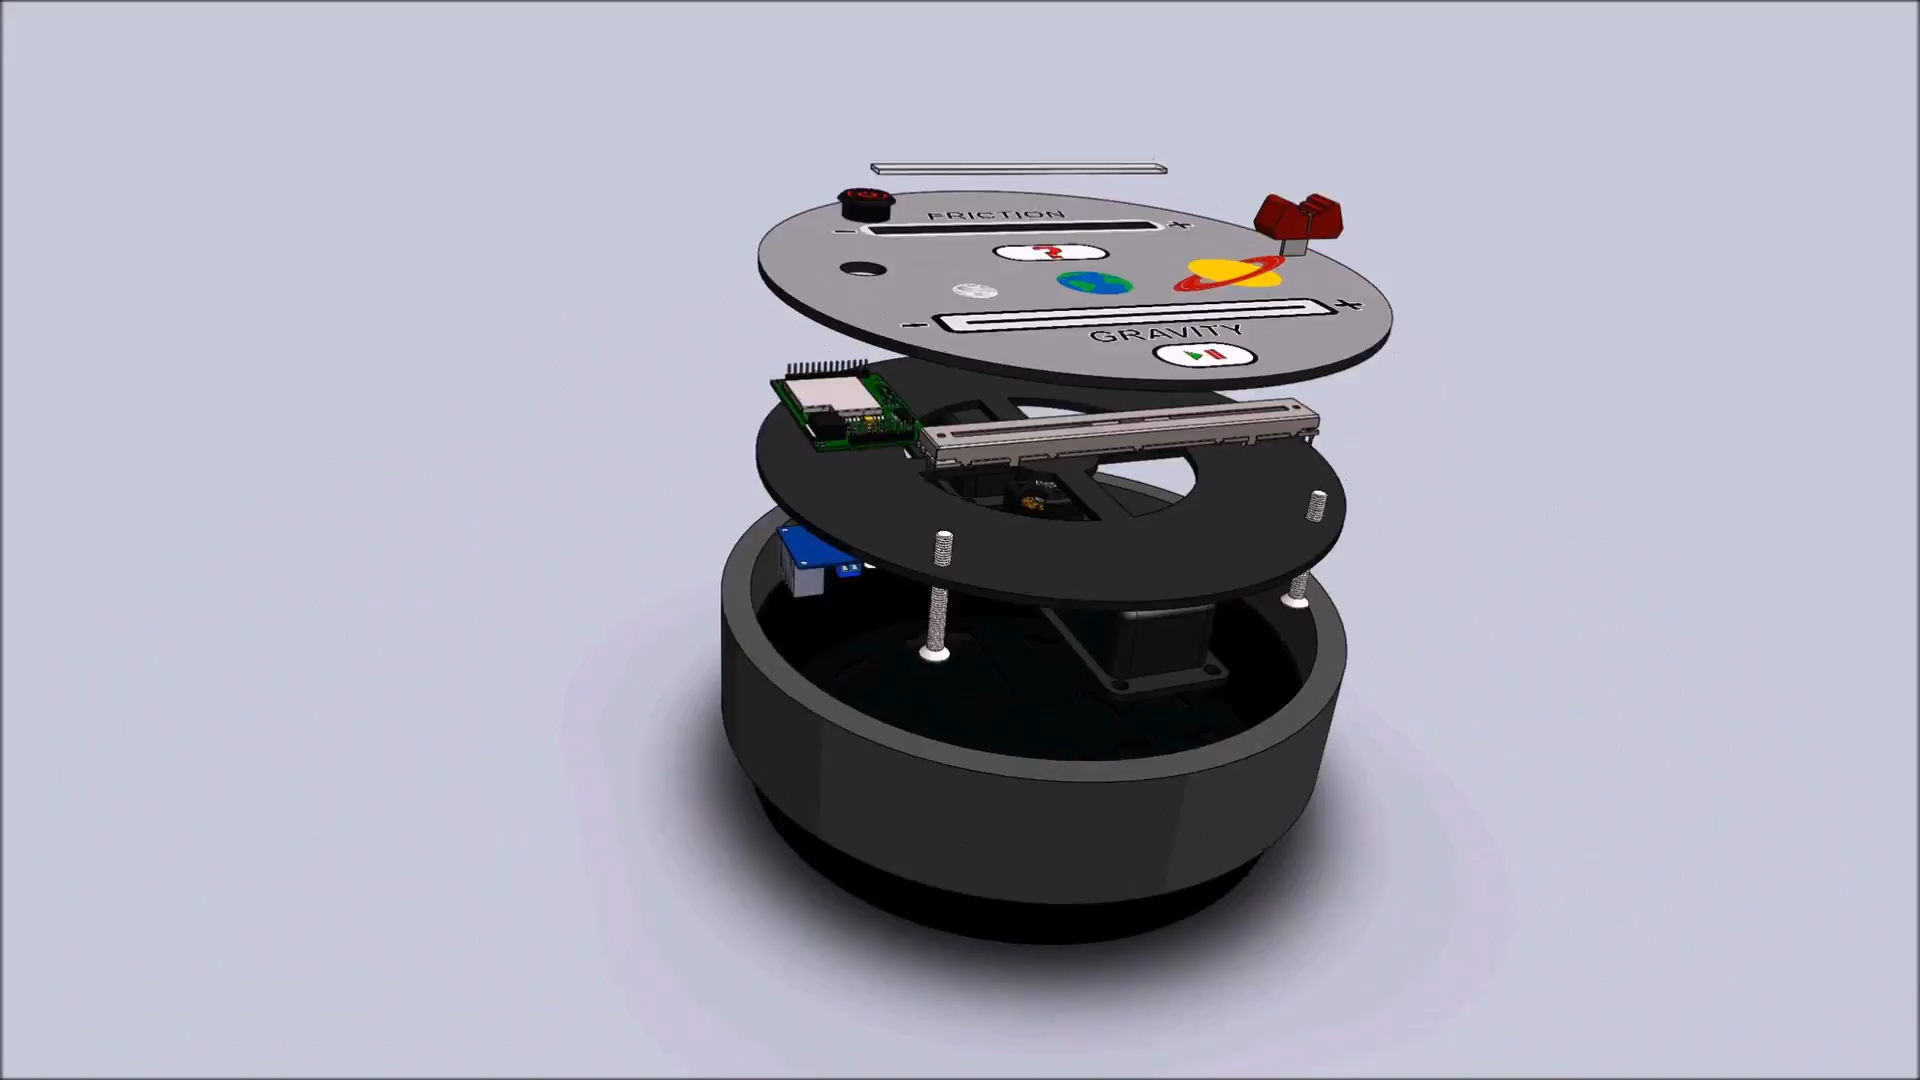 FRICTION
- +
?
- +
GRAVITY